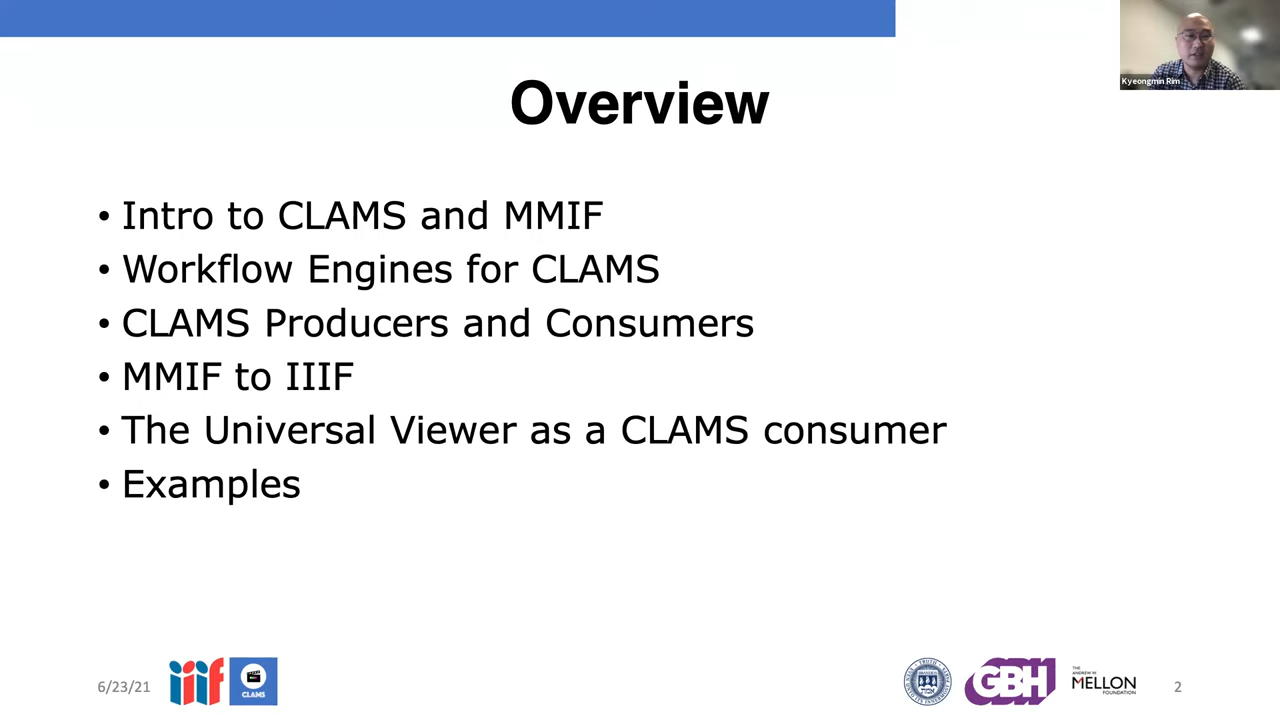 Kyeongmin Rim
Overview
• Intro to CLAMS and MMIF
• Workflow Engines for CLAMS
• CLAMS Producers and Consumers
• MMIF to IIIF
• The Universal Viewer as a CLAMS consumer
• Examples
6/23/21
iiif
CLAMS
GBH
THE
ANDREW W.
MELLON
FOUNDATION
2